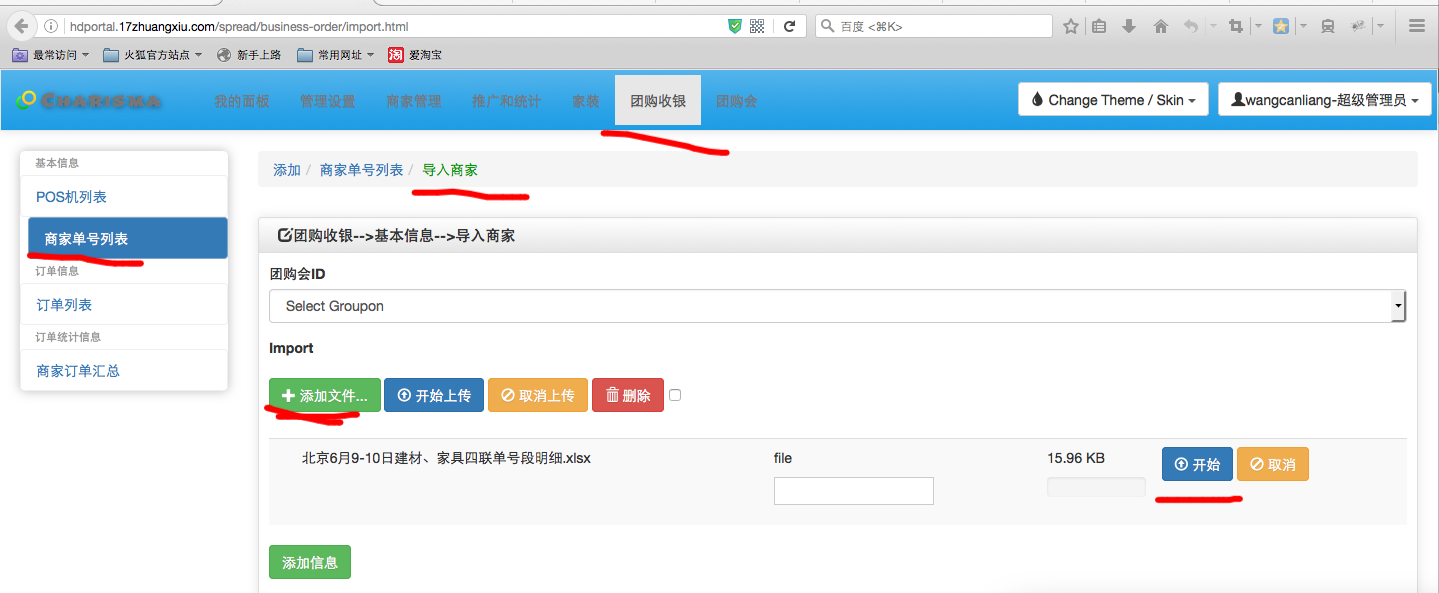 hdportal.17zhuangxiu.com/spread/business-order/import.html
百度 <⌘K>
最常访问 火狐官方站点 新手上路 常用网址 淘 爱淘宝
CHARISMA 我的面板 管理设置 商家管理 推广和统计 家装 团购收银 团购会 Change Theme / Skin wangcanliang-超级管理员
基本信息
POS机列表
商家单号列表
订单信息
订单列表
订单统计信息
商家订单汇总
添加 / 商家单号列表 / 导入商家
团购收银-->基本信息-->导入商家
团购会ID
Select Groupon
Import
添加文件... 开始上传 取消上传 删除
北京6月9-10日建材、家具四联单号段明细.xlsx file 15.96 KB 开始 取消
添加信息